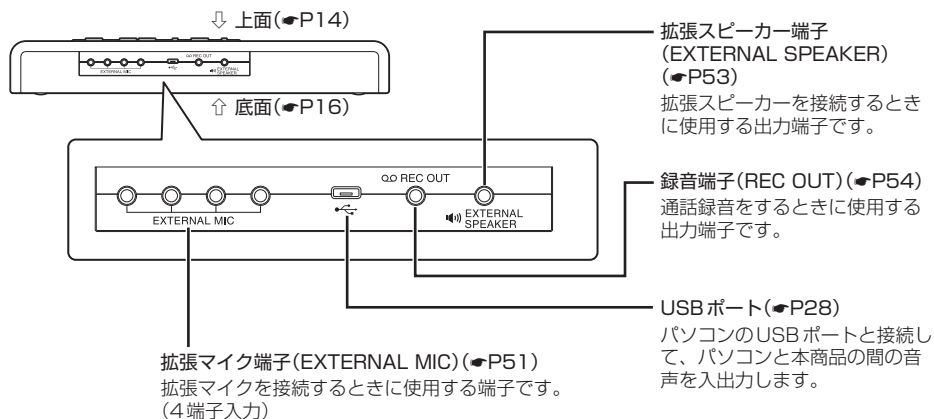 ⇩ 上面(☛P14)
REC OUT
EXTERNAL MIC
EXTERNAL
SPEAKER
⇧ 底面(☛P16)
REC OUT
EXTERNAL MIC
EXTERNAL
SPEAKER
拡張スピーカー端子
(EXTERNAL SPEAKER)
(☛P53)
拡張スピーカーを接続するとき
に使用する出力端子です。
録音端子(REC OUT)(☛P54)
通話録音をするときに使用する
出力端子です。
USBポート(☛P28)
パソコンのUSBポートと接続し
て、パソコンと本商品の間の音
声を入出力します。
拡張マイク端子(EXTERNAL MIC)(☛P51)
拡張マイクを接続するときに使用する端子です。
(4端子入力)